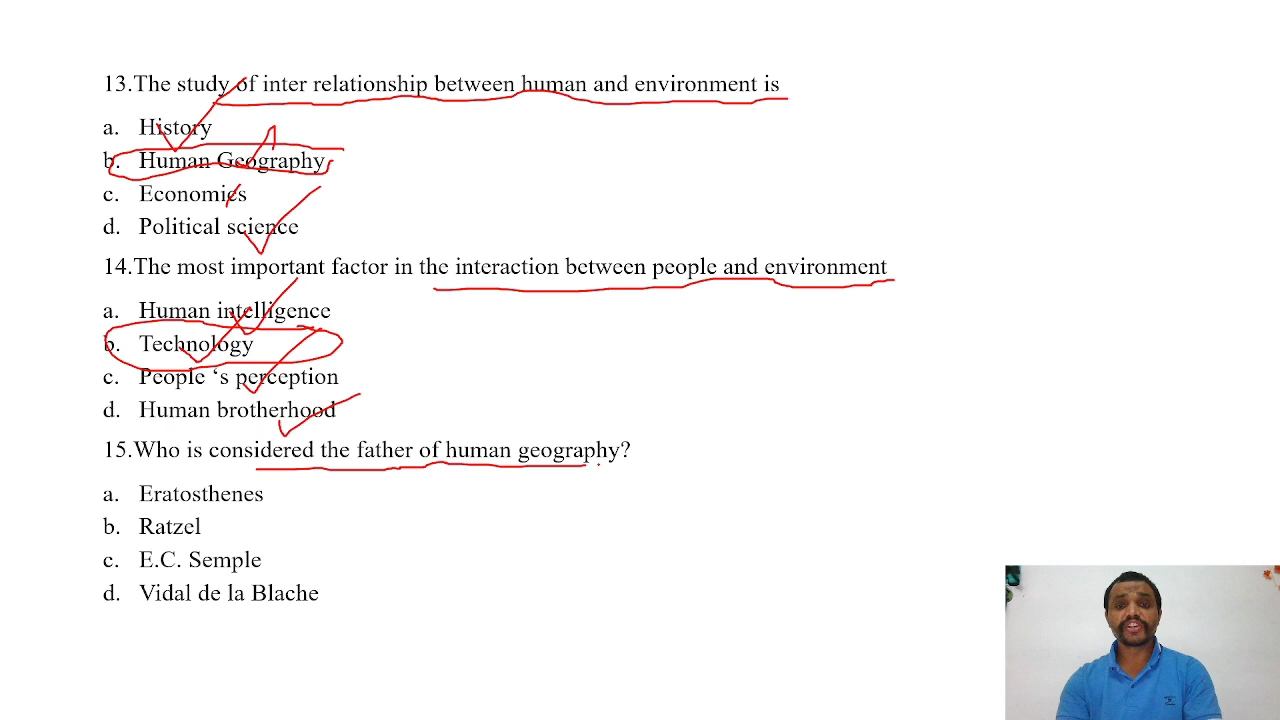 13.The study of inter relationship between human and environment is
a. History
b. Human Geography
c. Economics
d. Political science
14.The most important factor in the interaction between people and environment
a. Human intelligence
b. Technology
c. People ‘s perception
d. Human brotherhood
15.Who is considered the father of human geography?
a. Eratosthenes
b. Ratzel
c. E.C. Semple
d. Vidal de la Blache